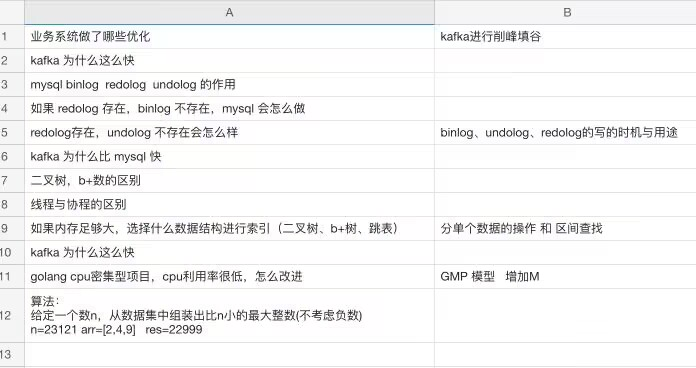 A B
1 业务系统做了哪些优化 kafka进行削峰填谷
2 kafka 为什么这么快
3 mysql binlog redolog undolog 的作用
4 如果 redolog 存在，binlog 不存在，mysql 会怎么做
5 redolog存在，undolog 不存在会怎么样 binlog、undolog、redolog的写的时机与用途
6 kafka 为什么比 mysql 快
7 二叉树，b+数的区别
8 线程与协程的区别
9 如果内存足够大，选择什么数据结构进行索引（二叉树、b+树、跳表） 分单个数据的操作 和 区间查找
10 kafka 为什么这么快
11 golang cpu密集型项目，cpu利用率很低，怎么改进 GMP 模型 增加M
算法：
12 给定一个数n，从数据集中组装出比n小的最大整数(不考虑负数)
n=23121 arr=[2,4,9] res=22999
13